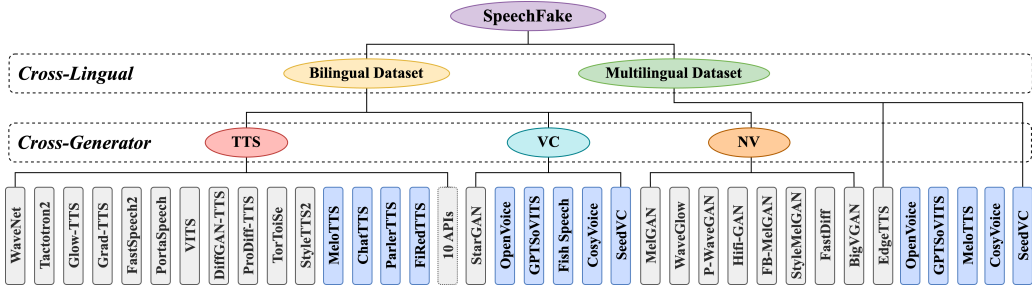 SpeechFake
Cross-Lingual
Bilingual Dataset
Multilingual Dataset
Cross-Generator
TTS
VC
NV
WaveNet
Tactotron2
Glow-TTS
Grad-TTS
FastSpeech2
PortaSpeech
VITS
DiffGAN-TTS
ProDiff-TTS
TorToiSe
StyleTTS2
MeloTTS
ChatTTS
ParlerTTS
FiRedTTS
10 APIs
StarGAN
OpenVoice
GPTSoVITS
Fish Speech
CosyVoice
SeedVC
MelGAN
WaveGlow
P-WaveGAN
Hifi-GAN
FB-MelGAN
StyleMelGAN
FastDiff
BigVGAN
EdgeTTS
OpenVoice
GPTSoVITS
MeloTTS
CosyVoice
SeedVC